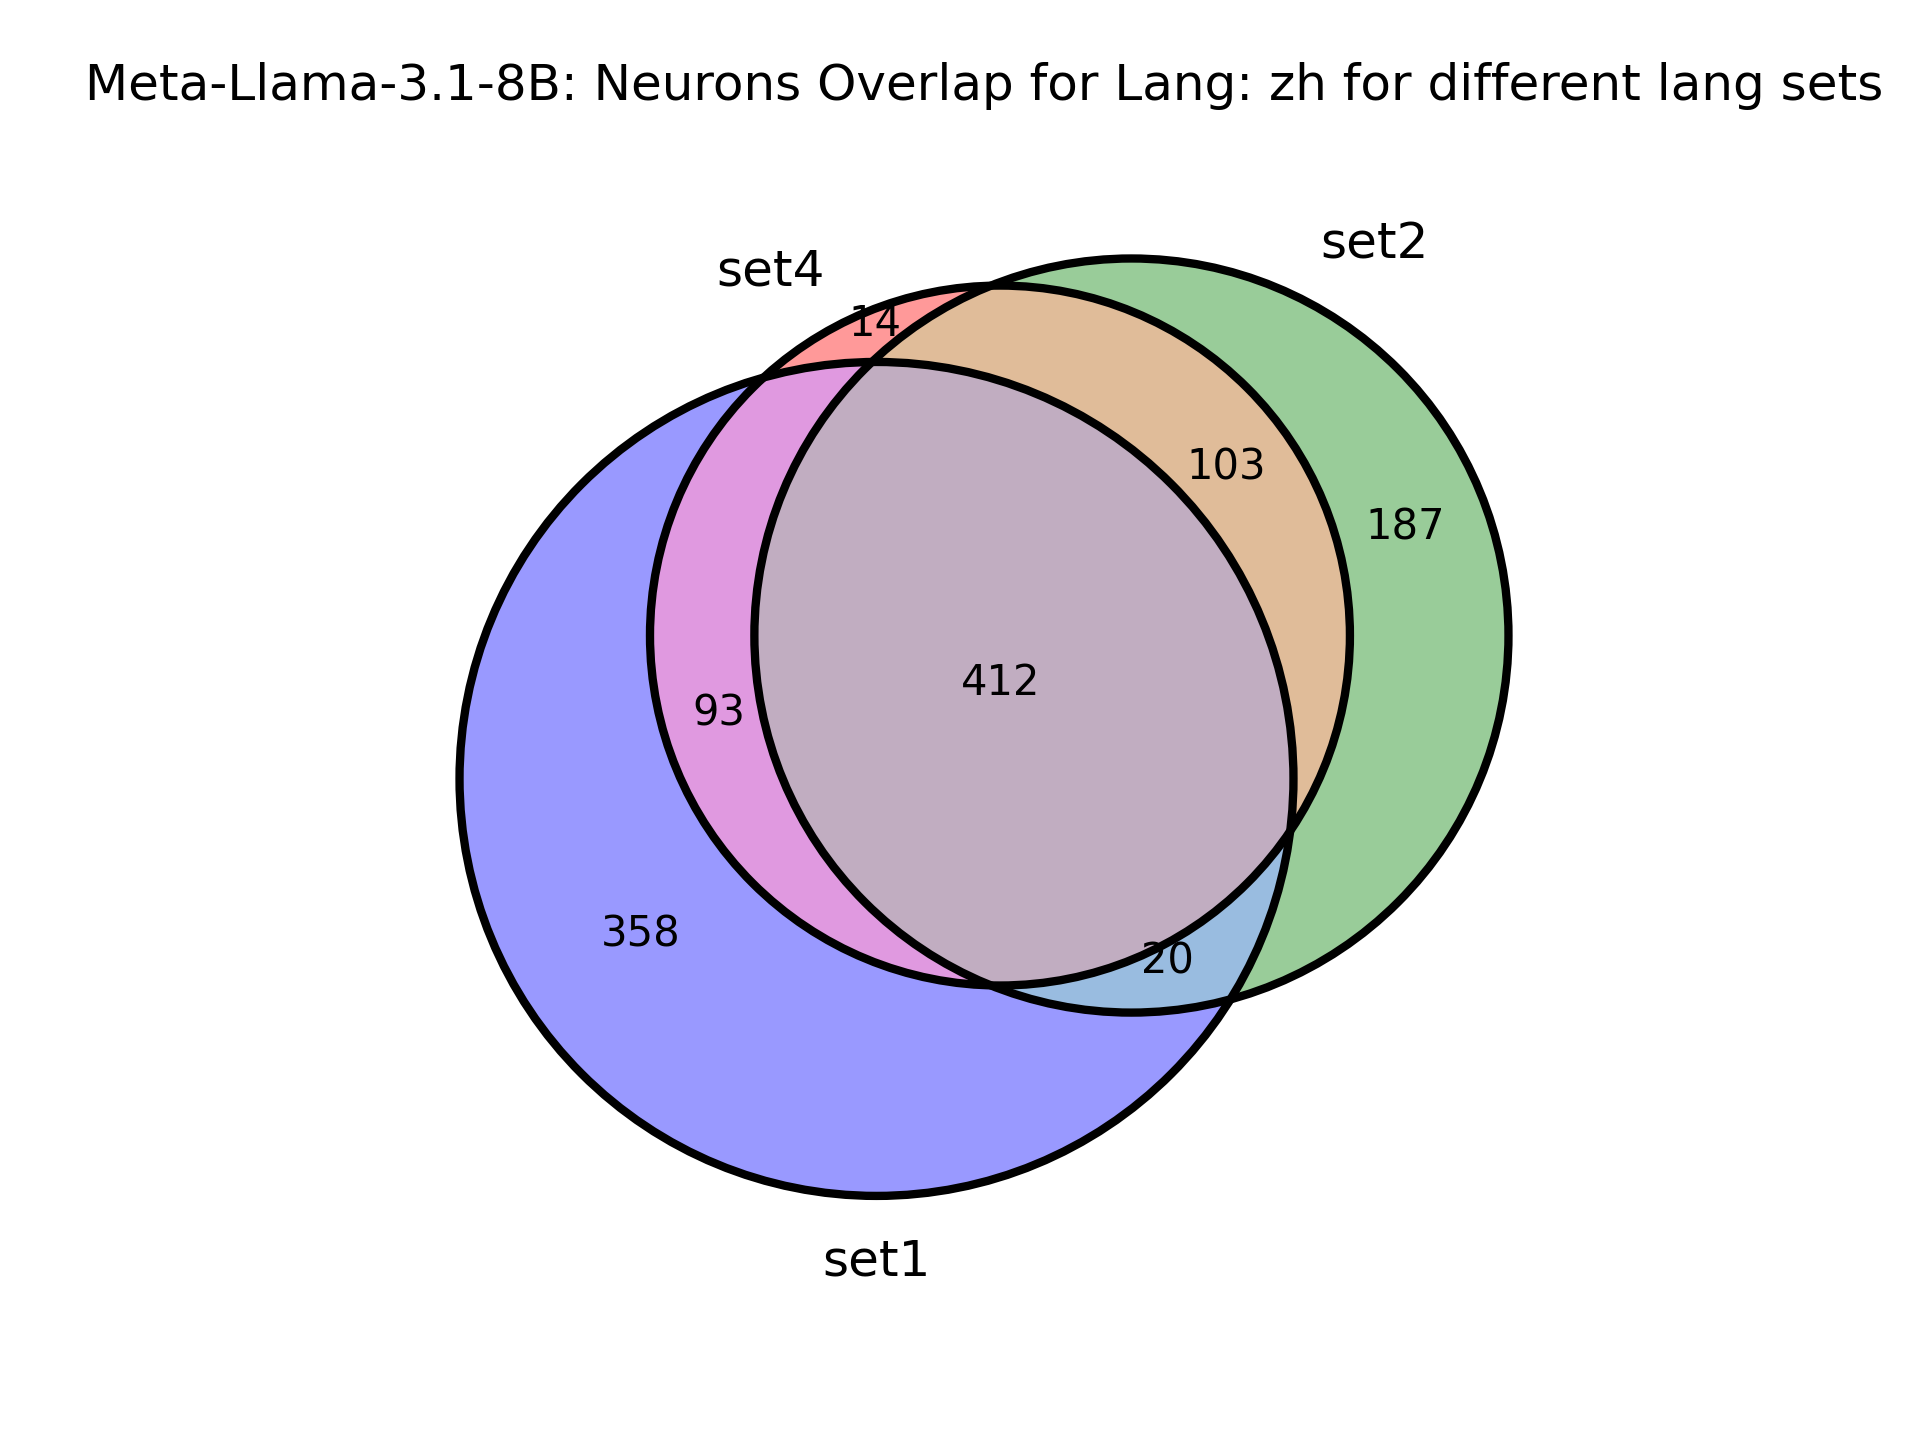 Meta-Llama-3.1-8B: Neurons Overlap for Lang: zh for different lang sets
set2
set4
14
103
187
412
93
358
20
set1